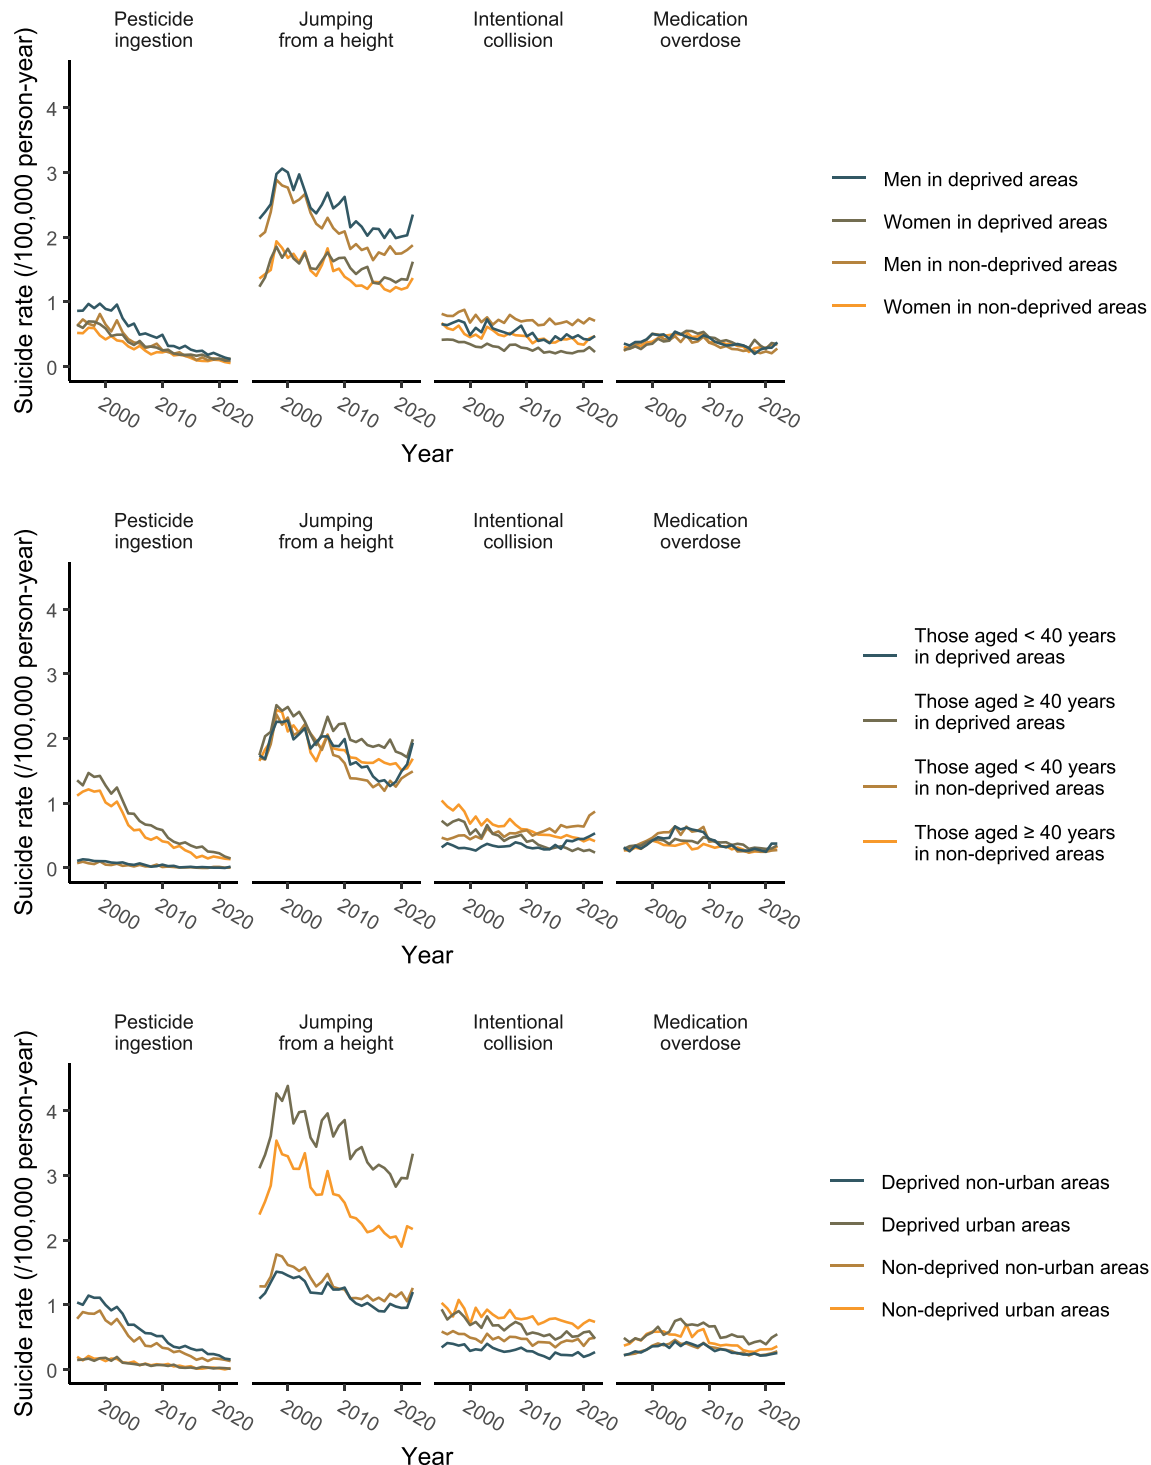 Pesticide
ingestion
Jumping
from a height
Intentional
collision
Medication
overdose
Suicide rate (/100,000 person-year)
4
3
2
1
0
2000 2010 2020 2000 2010 2020 2000 2010 2020 2000 2010 2020
Year
Men in deprived areas
Women in deprived areas
Men in non-deprived areas
Women in non-deprived areas
Pesticide
ingestion
Jumping
from a height
Intentional
collision
Medication
overdose
Suicide rate (/100,000 person-year)
4
3
2
1
0
2000 2010 2020 2000 2010 2020 2000 2010 2020 2000 2010 2020
Year
Those aged < 40 years
in deprived areas
Those aged ≥ 40 years
in deprived areas
Those aged < 40 years
in non-deprived areas
Those aged ≥ 40 years
in non-deprived areas
Pesticide
ingestion
Jumping
from a height
Intentional
collision
Medication
overdose
Suicide rate (/100,000 person-year)
4
3
2
1
0
2000 2010 2020 2000 2010 2020 2000 2010 2020 2000 2010 2020
Year
Deprived non-urban areas
Deprived urban areas
Non-deprived non-urban areas
Non-deprived urban areas